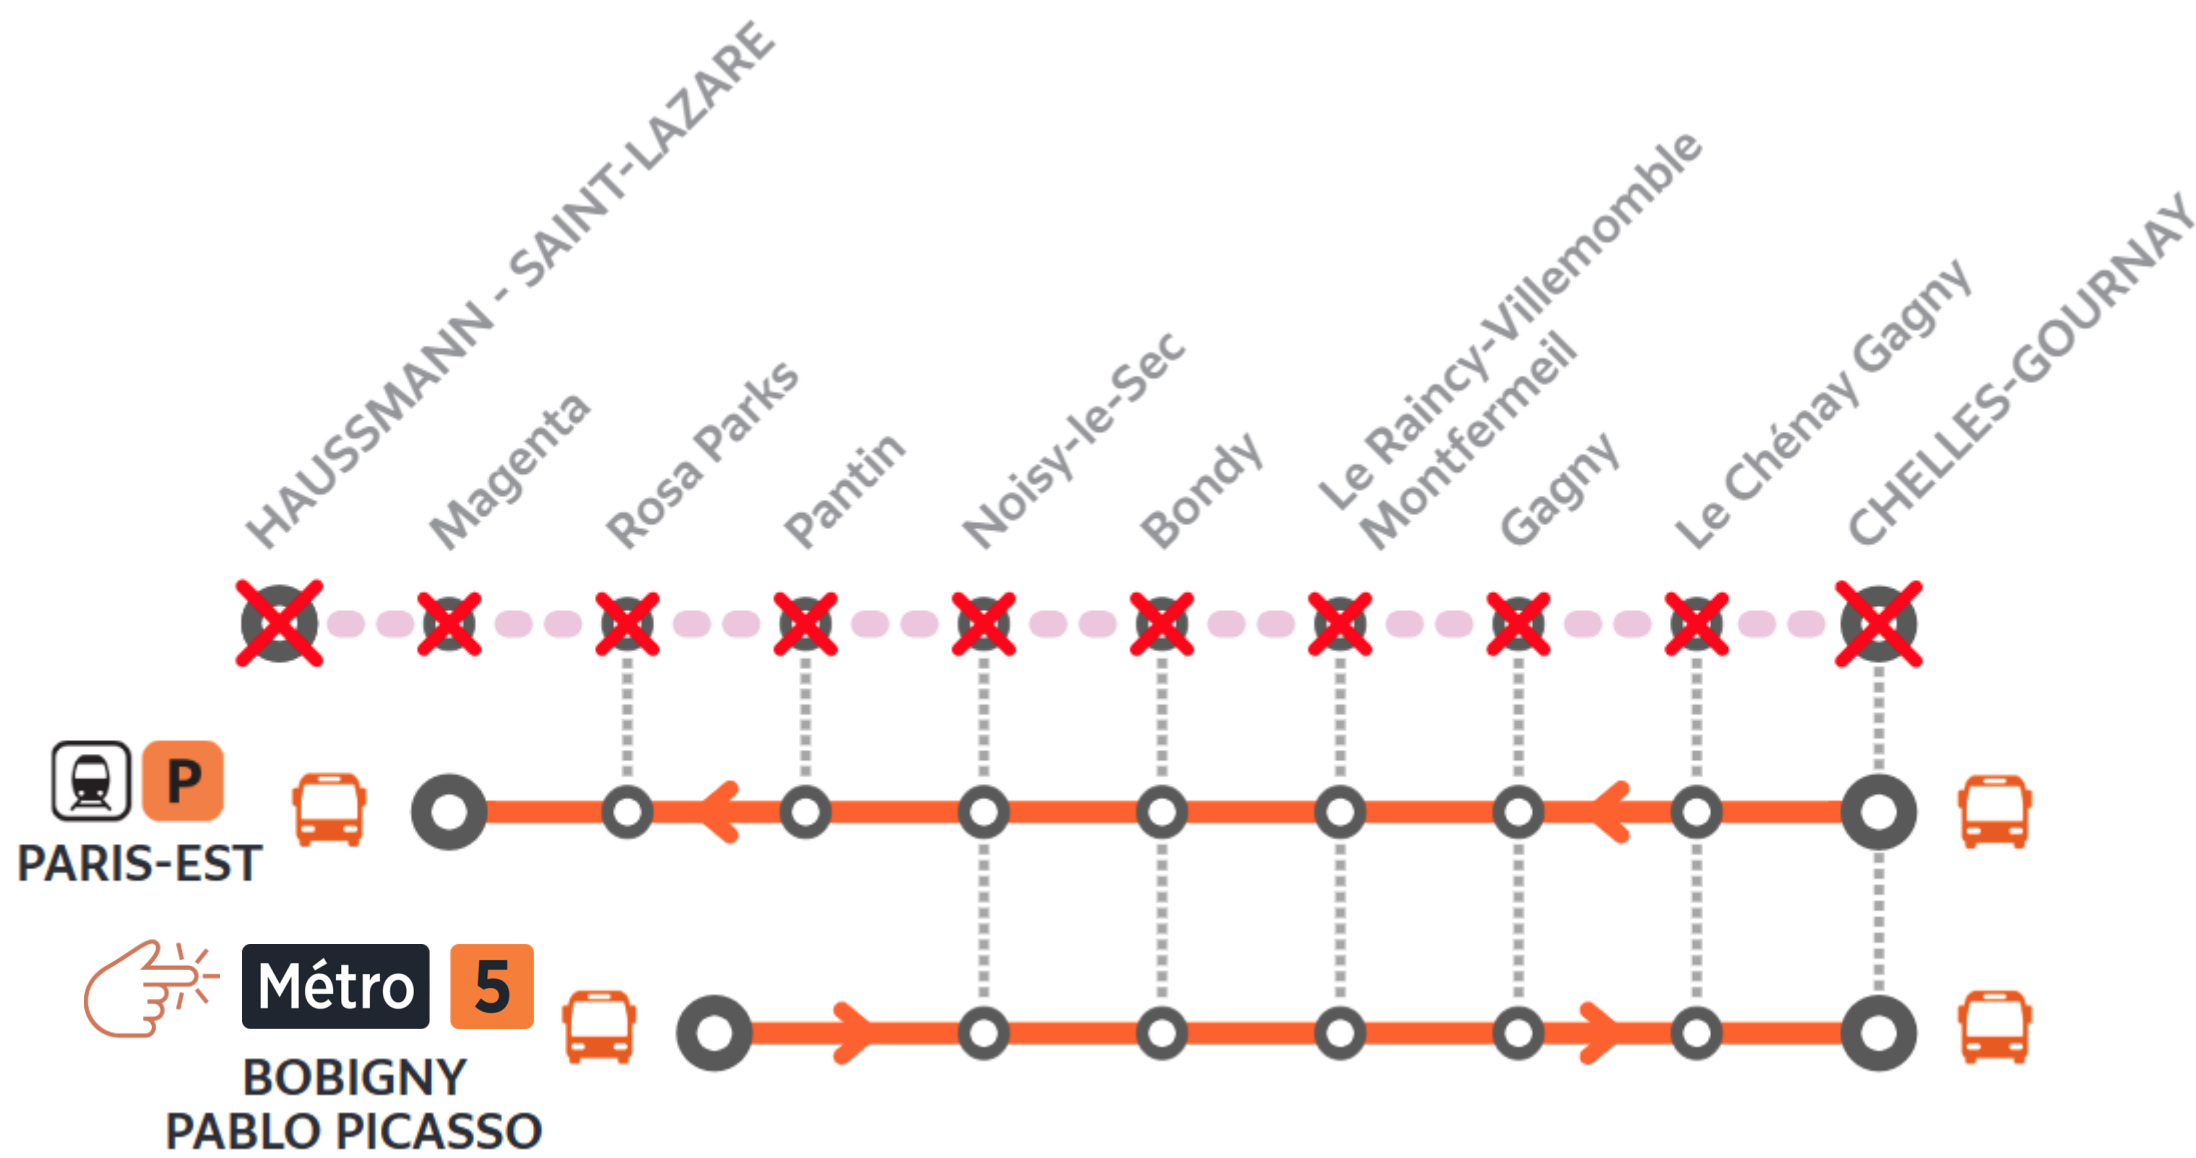 HAUSSMANN - SAINT-LAZARE
Magenta
Rosa Parks
Pantin
Noisy-le-Sec
Bondy
Le Raincy-Villemomble
Montfermeil
Gagny
Le Chénay Gagny
CHELLES-GOURNAY
P
PARIS-EST
Métro 5
BOBIGNY
PABLO PICASSO